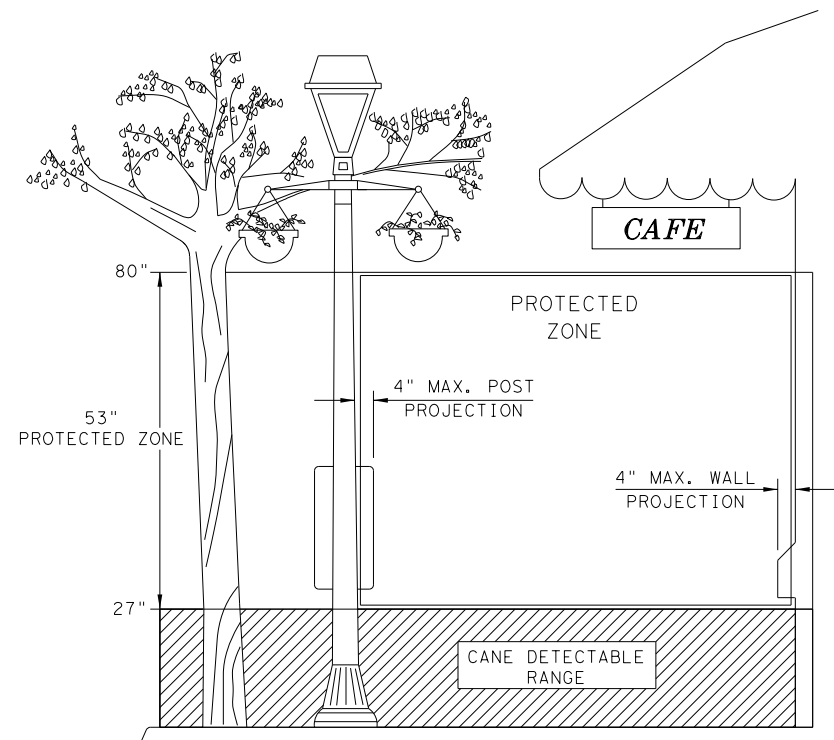 CAFE
80"
PROTECTED
ZONE
4" MAX. POST
PROJECTION
53"
PROTECTED ZONE
4" MAX. WALL
PROJECTION
27"
CANE DETECTABLE
RANGE